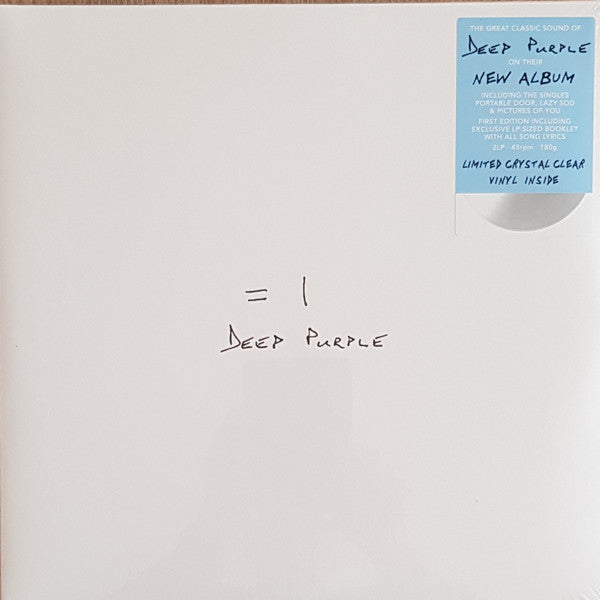 THE GREAT CLASSIC SOUND OF
DEEP PURPLE
ON THEIR
NEW ALBUM
INCLUDING THE SINGLES
PORTABLE DOOR, LAZY SOD
& PICTURES OF YOU
FIRST EDITION INCLUDING
EXCLUSIVE LP-SIZED BOOKLET
WITH ALL SONG LYRICS
2LP - 45rpm - 180g
LIMITED CRYSTAL CLEAR
VINYL INSIDE
= 1
DEEP PURPLE